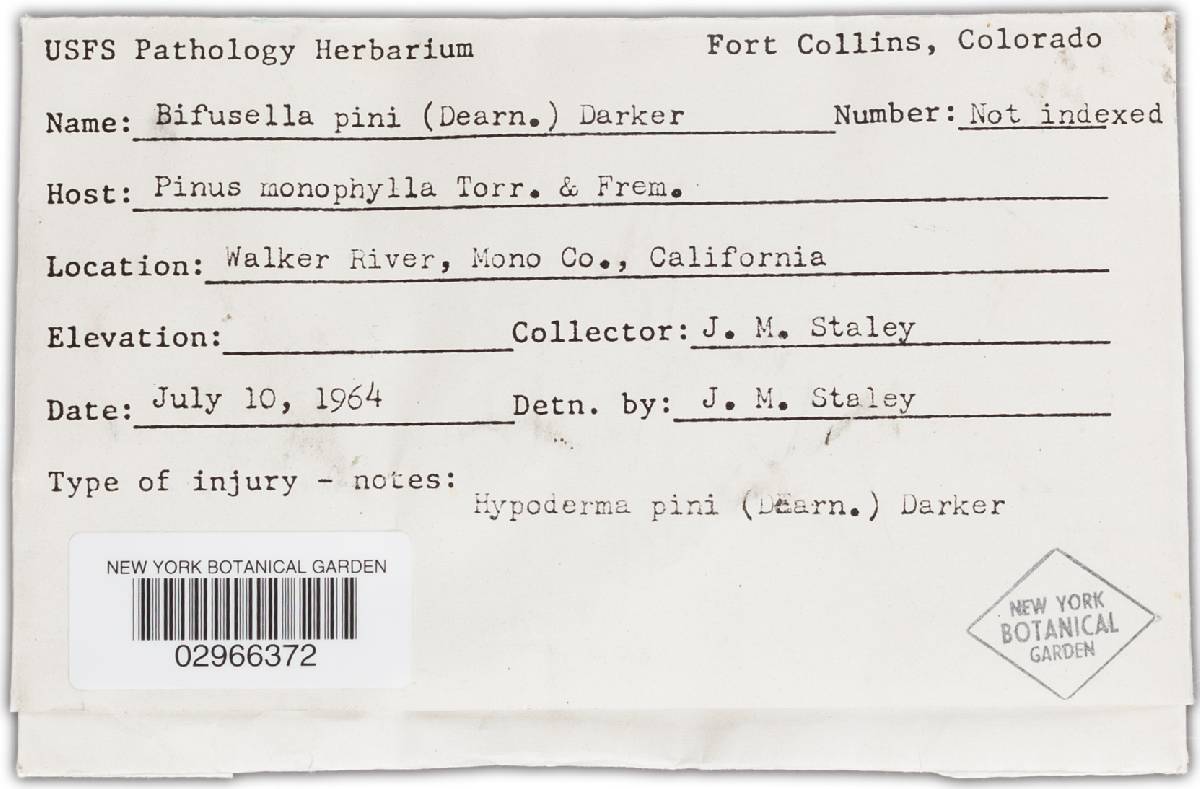 USFS Pathology Herbarium Fort Collins, Colorado
Name: Bifusella pini (Dearn.) Darker Number: Not indexed
Host: Pinus monophylla Torr. & Frem.
Location: Walker River, Mono Co., California
Elevation: Collector: J. M. Staley
Date: July 10, 1964 Detn. by: J. M. Staley
Type of injury - notes:
Hypoderma pini (Dearn.) Darker
NEW YORK BOTANICAL GARDEN
02966372
NEW YORK
BOTANICAL
GARDEN